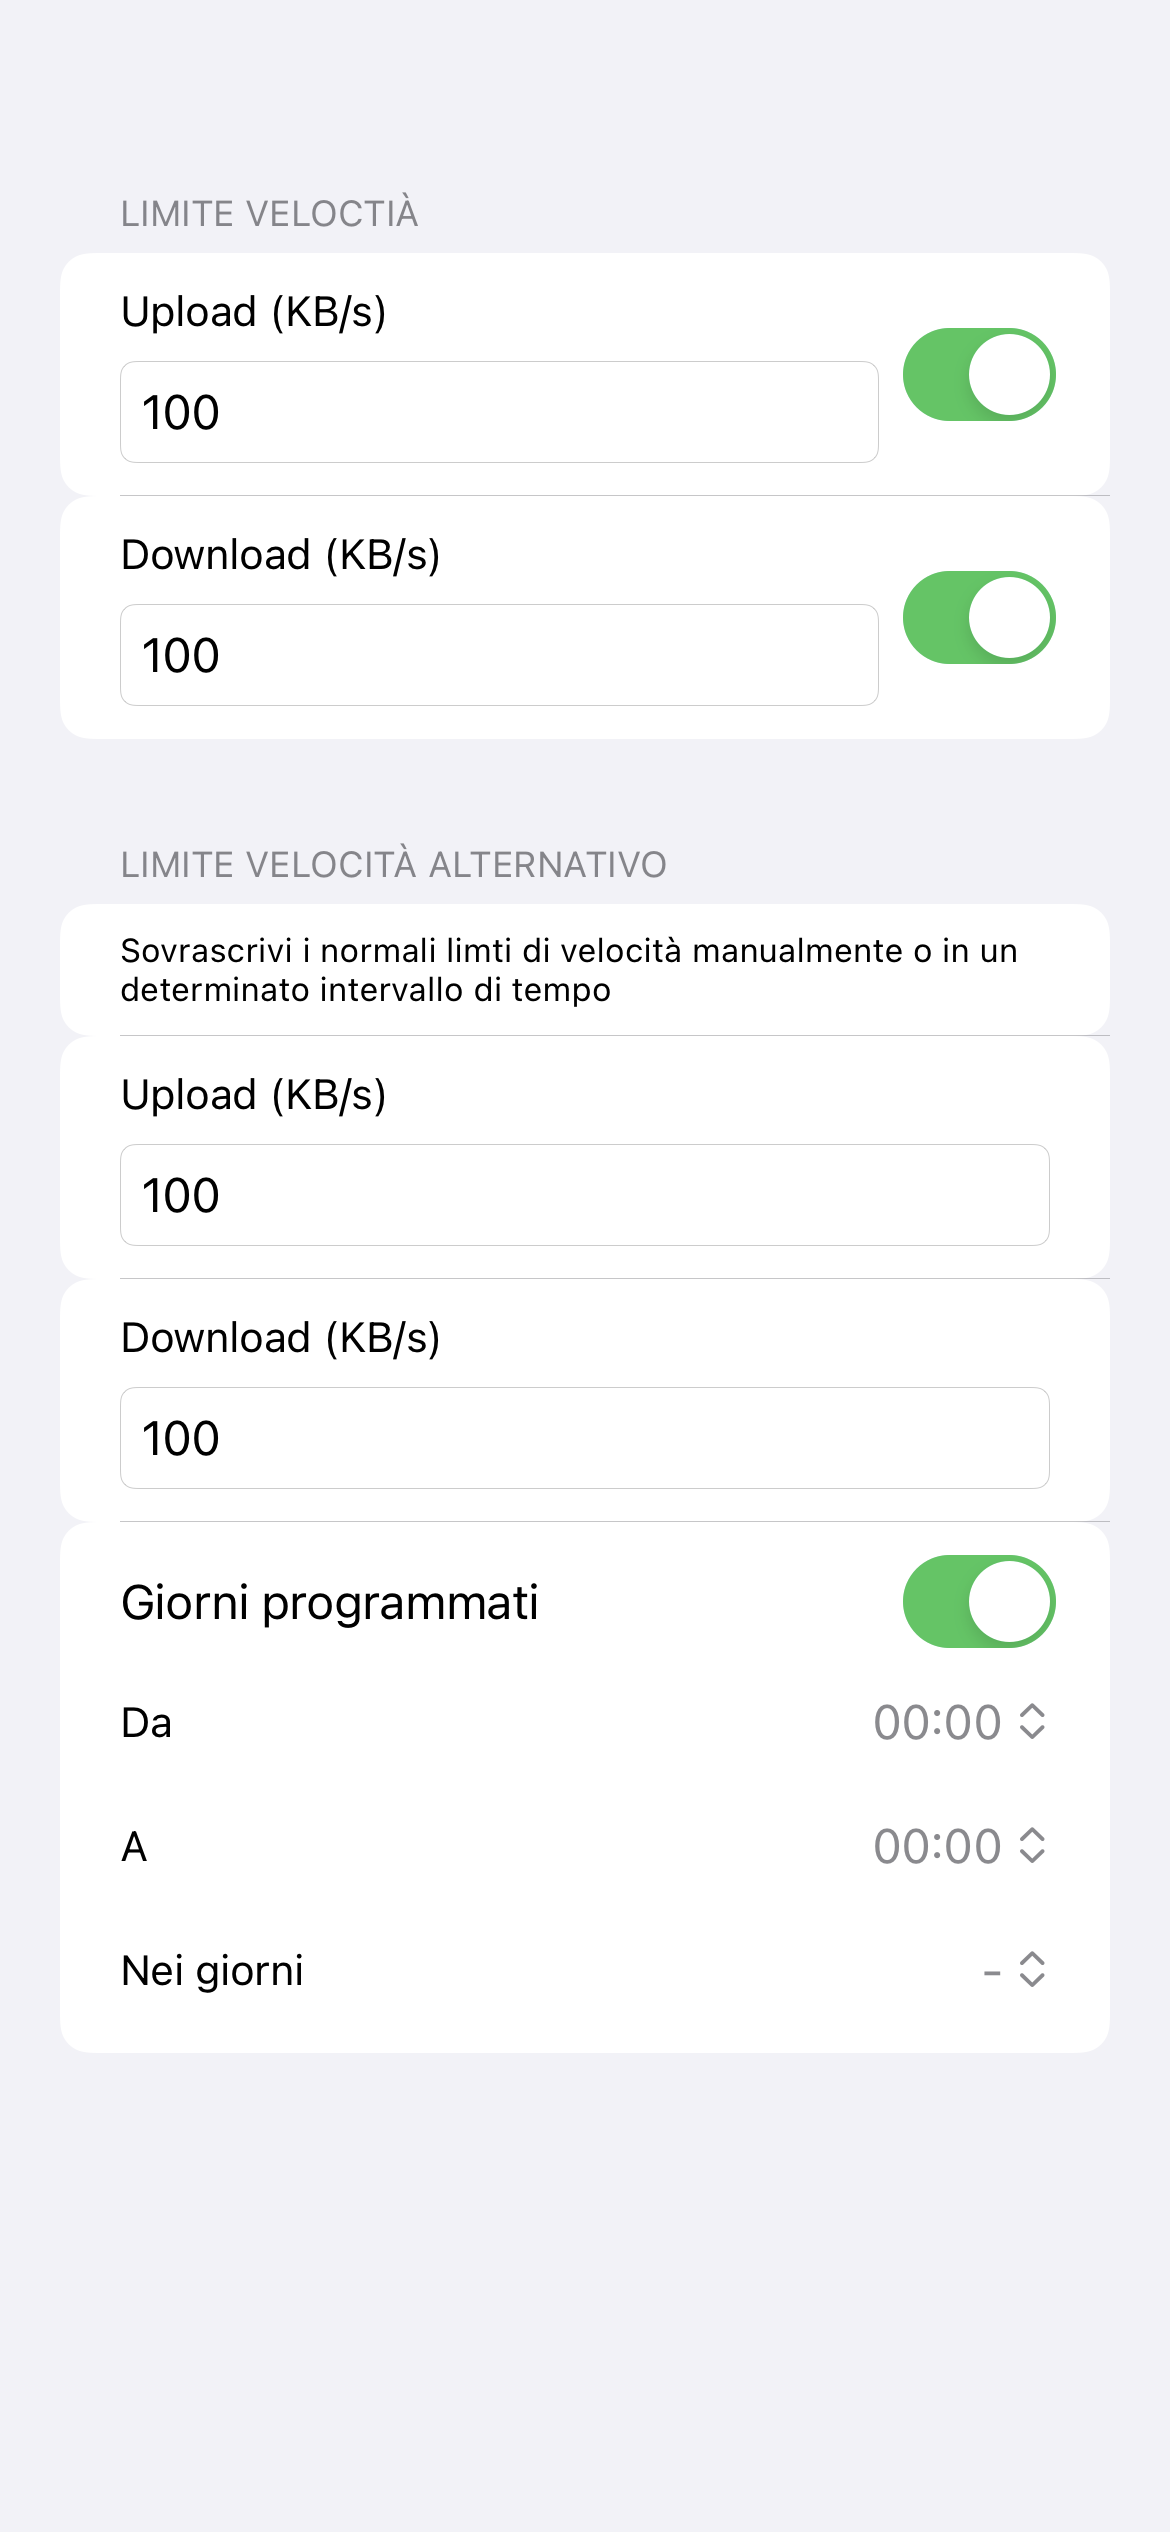 LIMITE VELOCTIÀ
Upload (KB/s)
100
Download (KB/s)
100
LIMITE VELOCITÀ ALTERNATIVO
Sovrascrivi i normali limti di velocità manualmente o in un
determinato intervallo di tempo
Upload (KB/s)
100
Download (KB/s)
100
Giorni programmati
Da 00:00
A 00:00
Nei giorni -